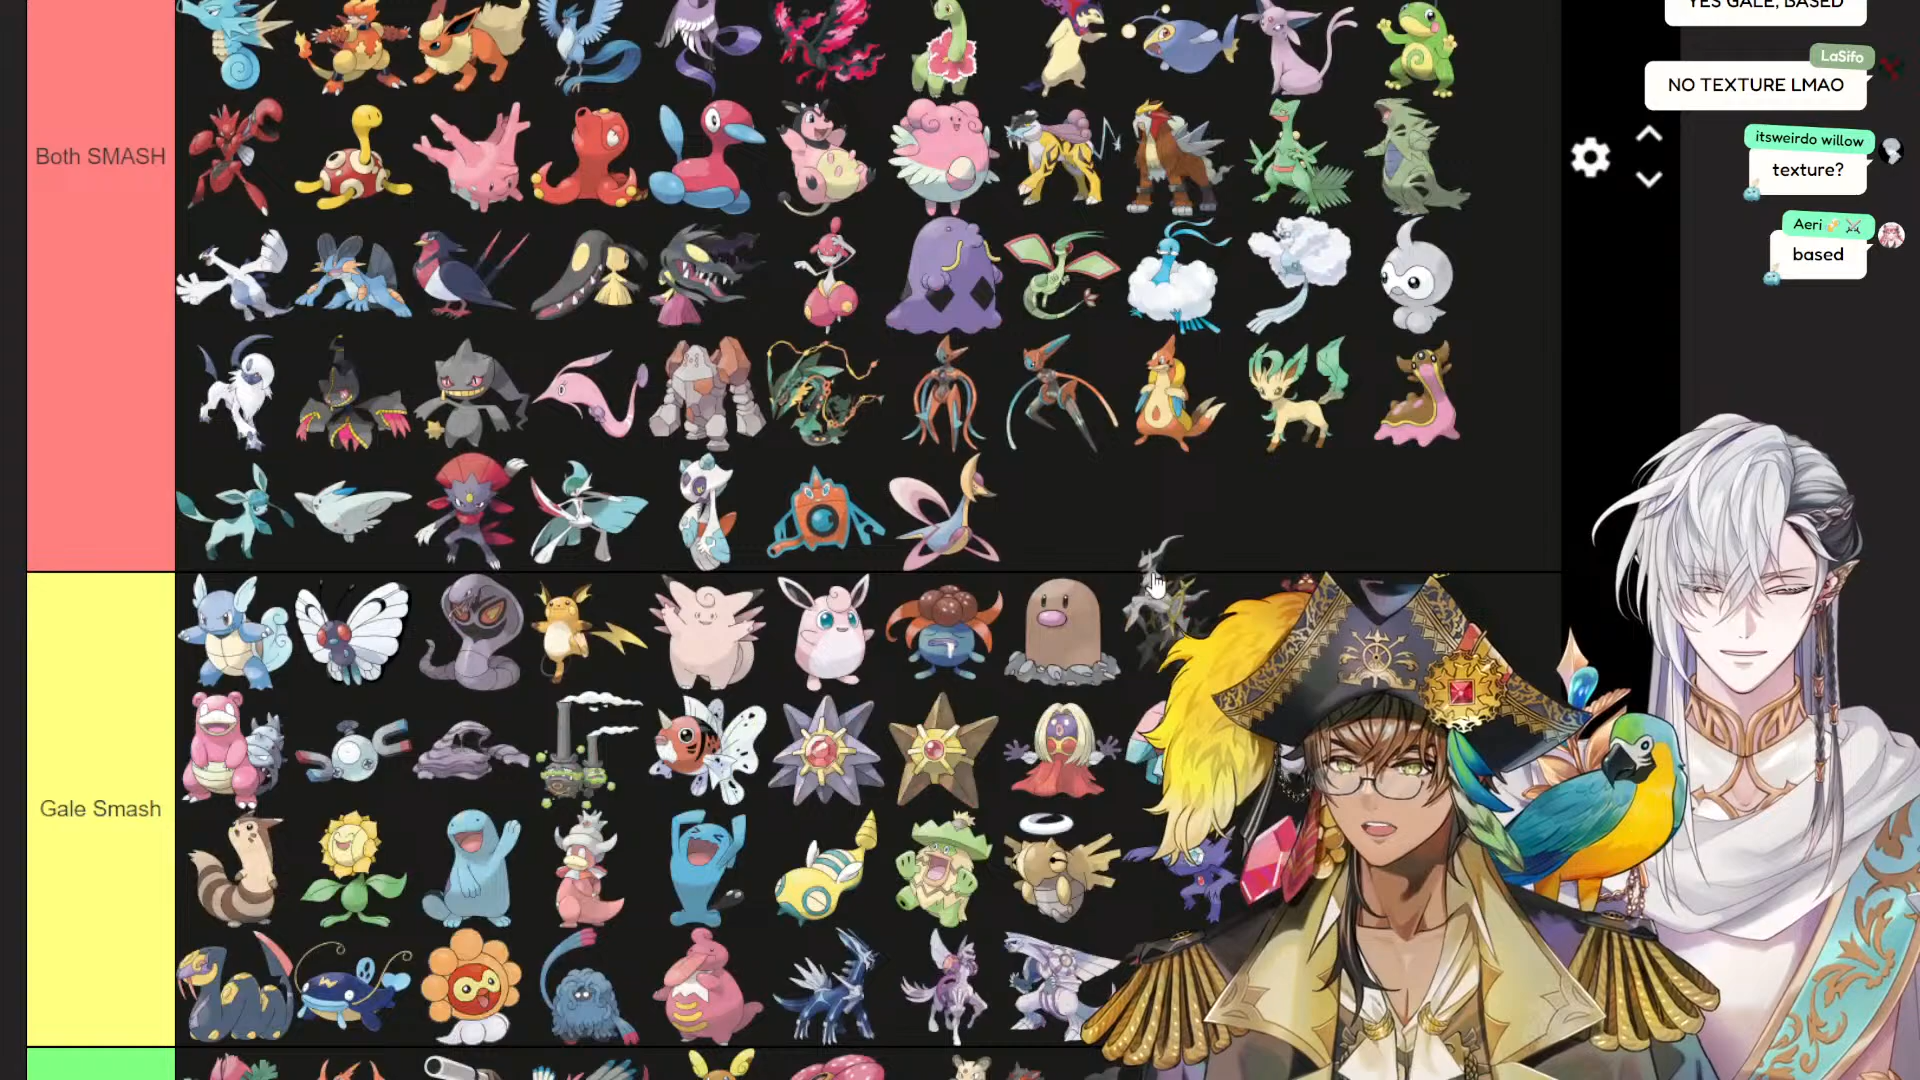 YES GALE, BASED
LaSifo
NO TEXTURE LMAO
itsweirdo willow
texture?
Aeri
based
Both SMASH
Gale Smash